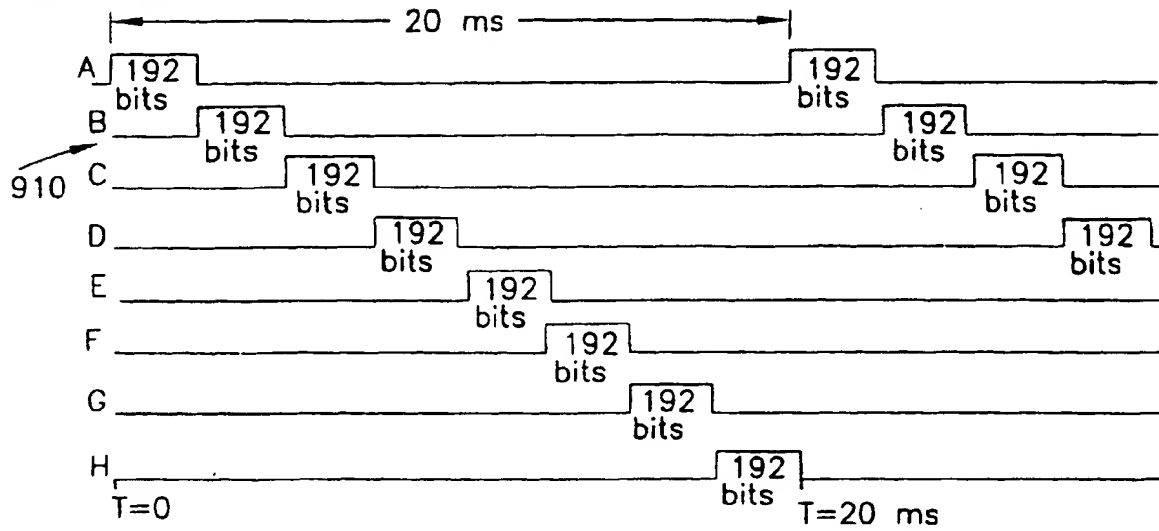 20 ms
A 192 192
bits bits
B 192 192
bits bits
910
C 192 192
bits bits
D 192 192
bits bits
E 192
bits
F 192
bits
G 192
bits
H 192
bits
T=0 T=20 ms